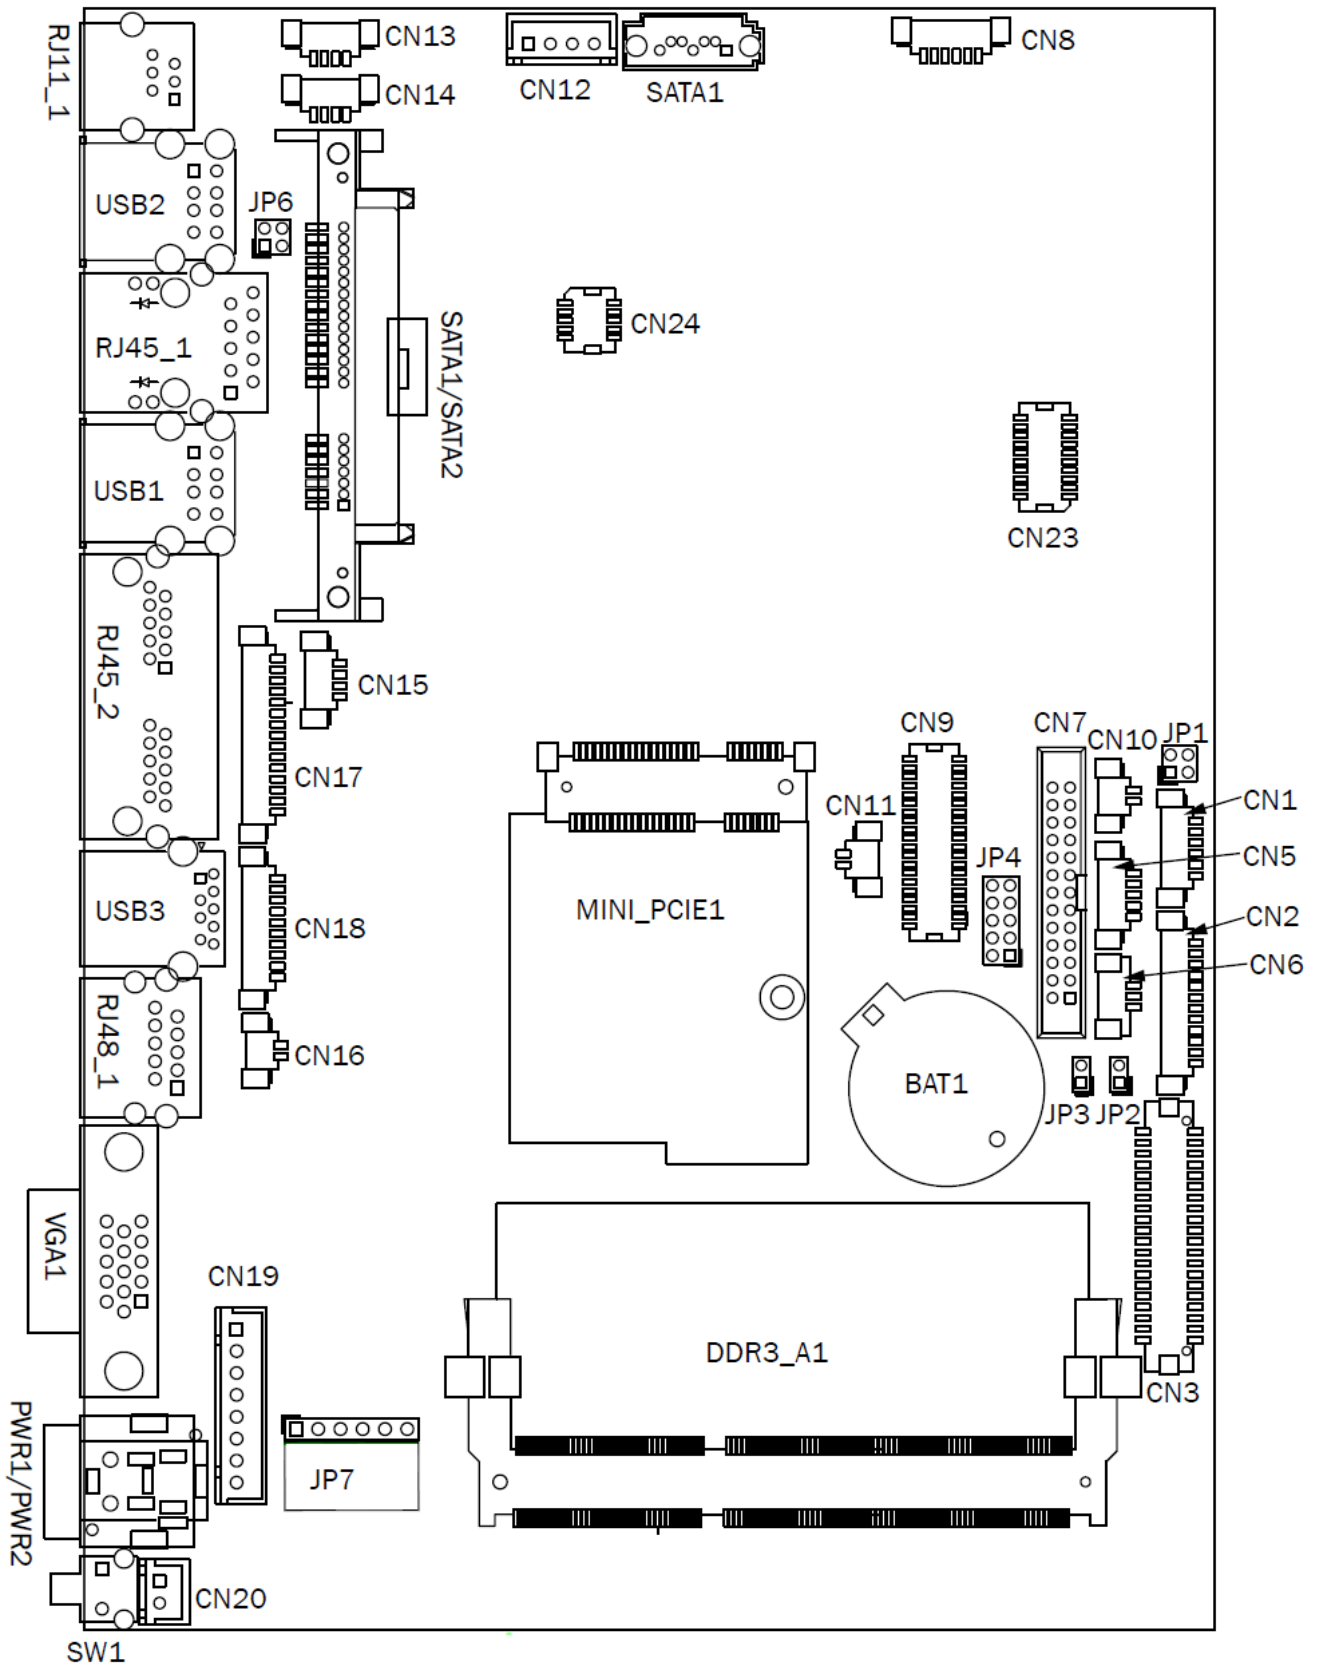 RJ11_1
CN13
CN14
CN12
SATA1
CN8
USB2
JP6
RJ45_1
SATA1/SATA2
CN24
USB1
CN23
RJ45_2
CN15
CN17
CN9
CN7
CN10
JP1
CN11
CN1
JP4
CN5
MINI_PCIE1
CN2
USB3
CN18
CN6
RJ48_1
CN16
BAT1
JP3
JP2
VGA1
CN19
DDR3_A1
CN3
PWR1/PWR2
JP7
CN20
SW1